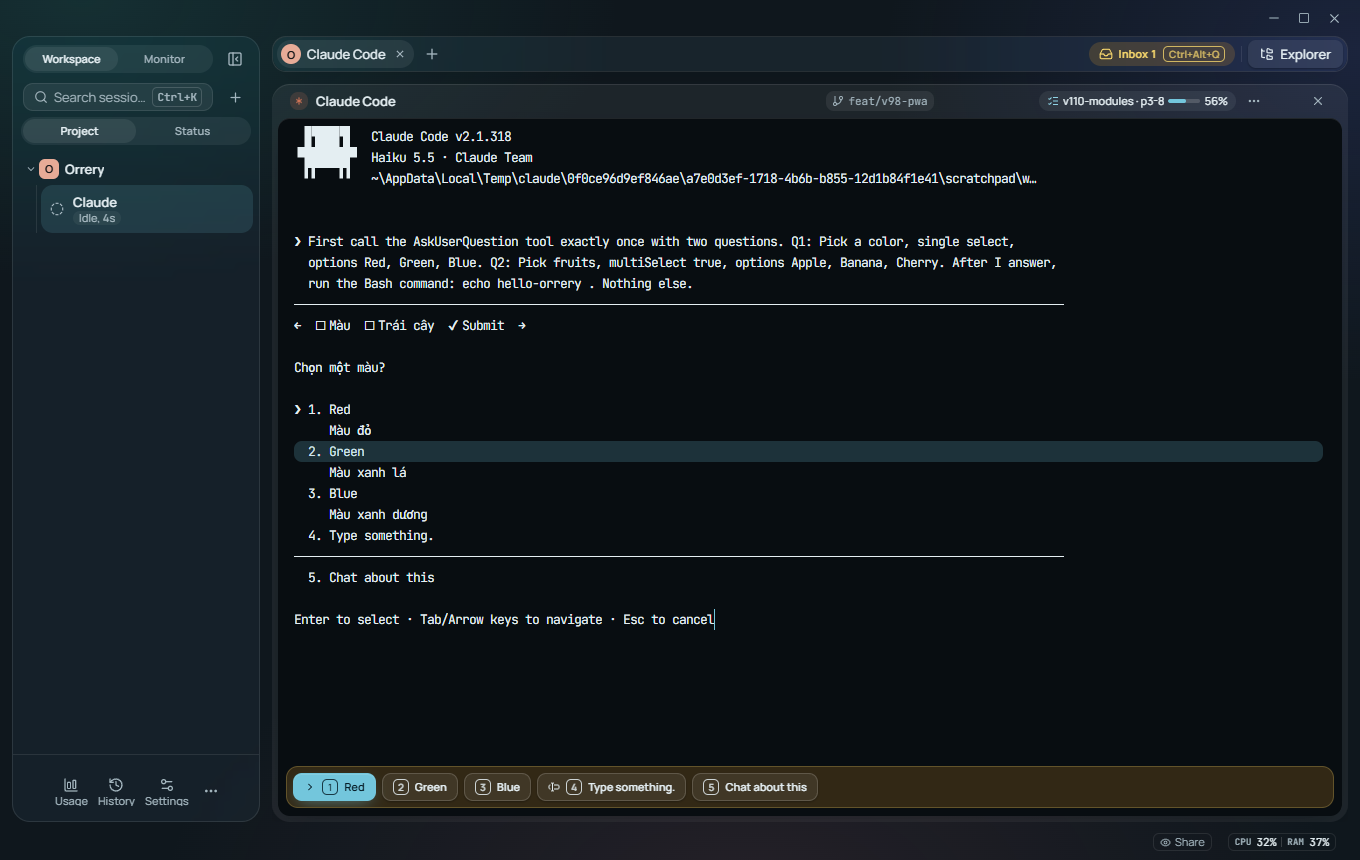 Workspace
Monitor
Search sessio... Ctrl+K
Project
Status
O Orrery
Claude
Idle, 4s
Usage
History
Settings
O Claude Code
Inbox 1 Ctrl+Alt+Q
Explorer
Claude Code
feat/v98-pwa
v110-modules · p3-8 56%
Claude Code v2.1.318
Haiku 5.5 · Claude Team
~\AppData\Local\Temp\claude\0f0ce96d9ef846ae\a7e0d3ef-1718-4b6b-b855-12d1b84f1e41\scratchpad\w…
❯ First call the AskUserQuestion tool exactly once with two questions. Q1: Pick a color, single select,
options Red, Green, Blue. Q2: Pick fruits, multiSelect true, options Apple, Banana, Cherry. After I answer,
run the Bash command: echo hello-orrery . Nothing else.
← ☐ Màu ☐ Trái cây ✓ Submit →
Chọn một màu?
❯ 1. Red
Màu đỏ
2. Green
Màu xanh lá
3. Blue
Màu xanh dương
4. Type something.
5. Chat about this
Enter to select · Tab/Arrow keys to navigate · Esc to cancel
1 Red
2 Green
3 Blue
4 Type something.
5 Chat about this
Share
CPU 32% RAM 37%